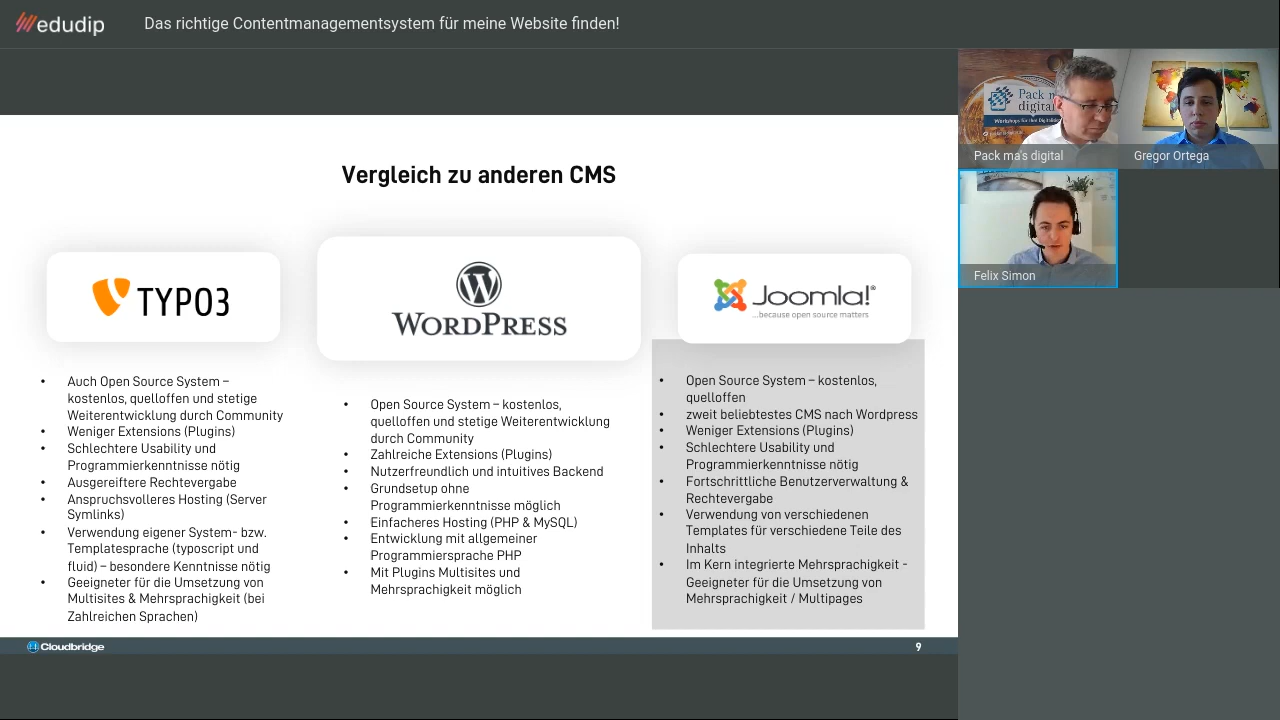 edudip
Das richtige Contentmanagementsystem für meine Website finden!
Vergleich zu anderen CMS
TYPO3
WORDPRESS
Joomla!®
...because open source matters
• Auch Open Source System –
kostenlos, quelloffen und stetige
Weiterentwicklung durch Community
• Weniger Extensions (Plugins)
• Schlechtere Usability und
Programmierkenntnisse nötig
• Ausgereiftere Rechtevergabe
• Anspruchsvolleres Hosting (Server
Symlinks)
• Verwendung eigener System- bzw.
Templatesprache (typoscript und
fluid) – besondere Kenntnisse nötig
• Geeigneter für die Umsetzung von
Multisites & Mehrsprachigkeit (bei
Zahlreichen Sprachen)
• Open Source System – kostenlos,
quelloffen und stetige Weiterentwicklung
durch Community
• Zahlreiche Extensions (Plugins)
• Nutzerfreundlich und intuitives Backend
• Grundsetup ohne
Programmierkenntnisse möglich
• Einfacheres Hosting (PHP & MySQL)
• Entwicklung mit allgemeiner
Programmiersprache PHP
• Mit Plugins Multisites und
Mehrsprachigkeit möglich
• Open Source System – kostenlos,
quelloffen
• zweit beliebtestes CMS nach Wordpress
• Weniger Extensions (Plugins)
• Schlechtere Usability und
Programmierkenntnisse nötig
• Fortschrittliche Benutzerverwaltung &
Rechtevergabe
• Verwendung von verschiedenen
Templates für verschiedene Teile des
Inhalts
• Im Kern integrierte Mehrsprachigkeit -
Geeigneter für die Umsetzung von
Mehrsprachigkeit / Multipages
Cloudbridge
9
Pack m
digital
Workshops für Ihre
Pack ma's digital
Gregor Ortega
Felix Simon